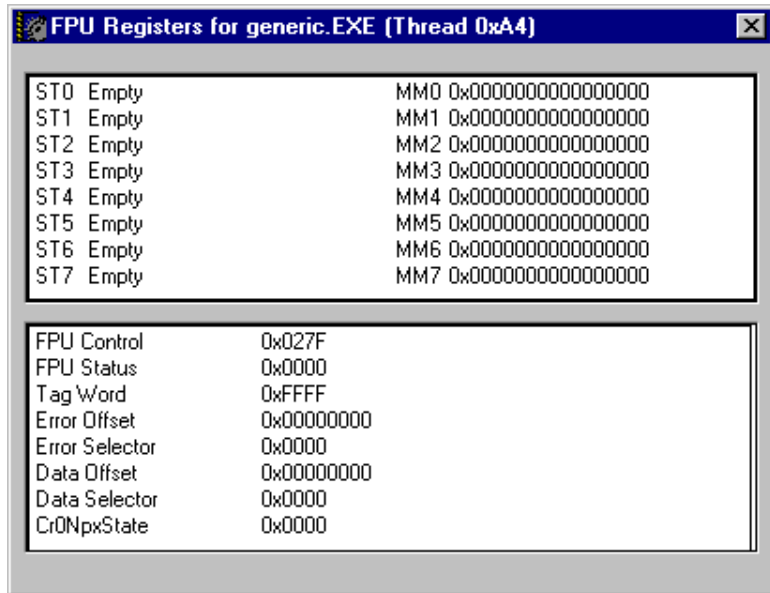 FPU Registers for generic.EXE (Thread 0xA4)
ST0 Empty MM0 0x0000000000000000
ST1 Empty MM1 0x0000000000000000
ST2 Empty MM2 0x0000000000000000
ST3 Empty MM3 0x0000000000000000
ST4 Empty MM4 0x0000000000000000
ST5 Empty MM5 0x0000000000000000
ST6 Empty MM6 0x0000000000000000
ST7 Empty MM7 0x0000000000000000
FPU Control 0x027F
FPU Status 0x0000
Tag Word 0xFFFF
Error Offset 0x00000000
Error Selector 0x0000
Data Offset 0x00000000
Data Selector 0x0000
Cr0NpxState 0x0000